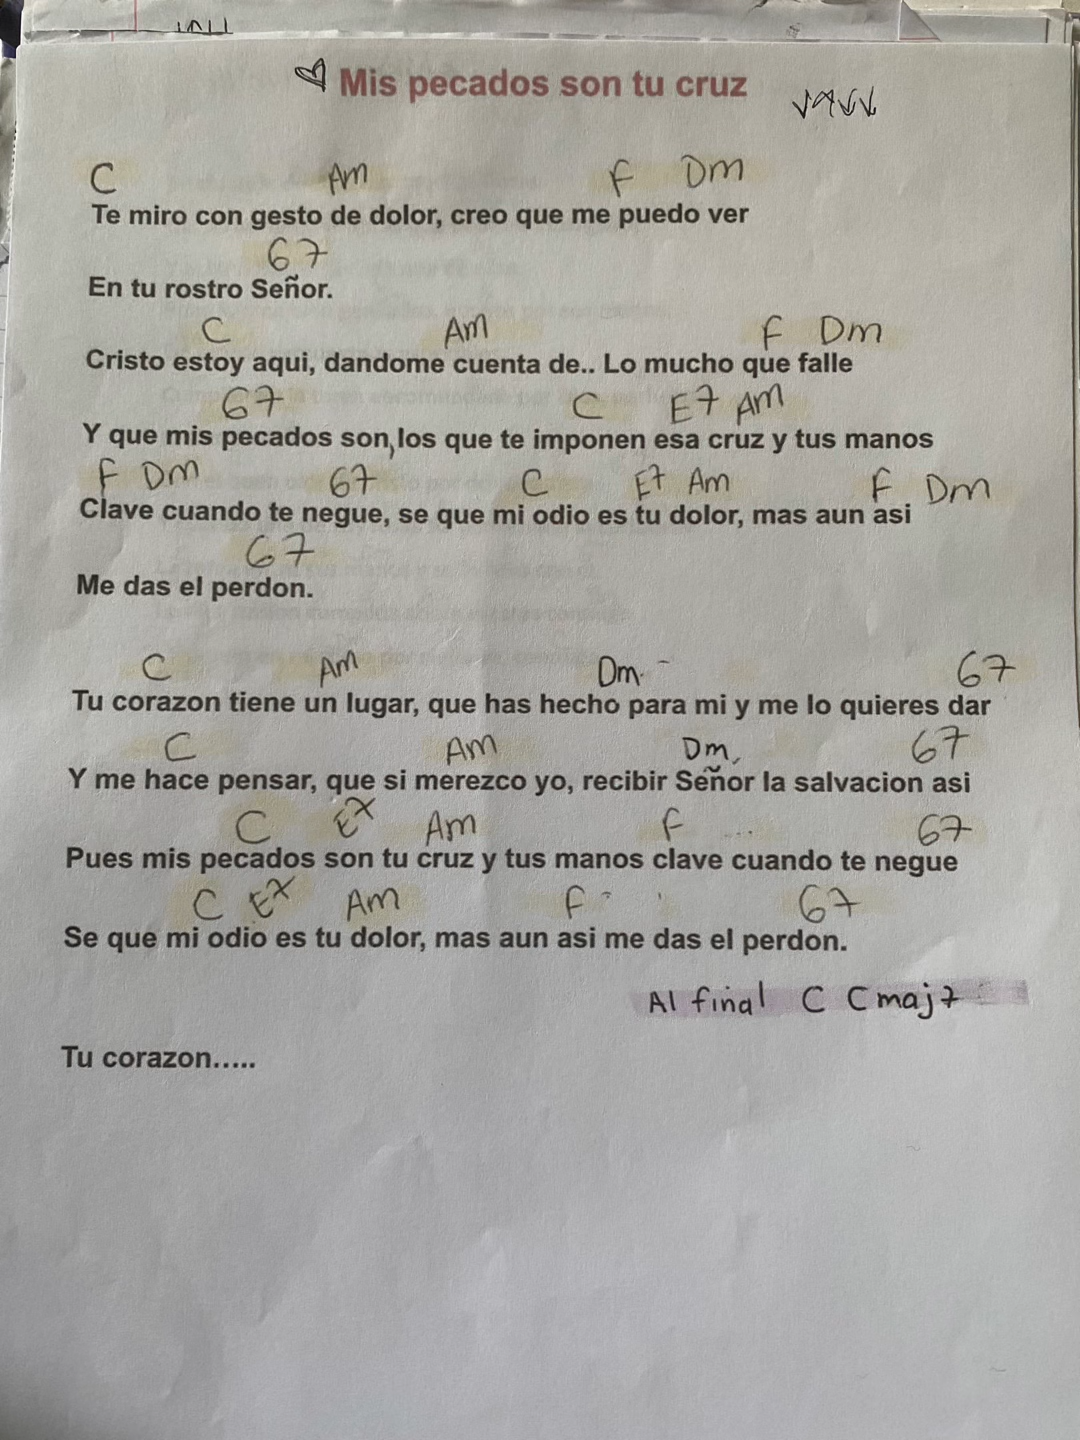 Mis pecados son tu cruz
C Am F Dm
Te miro con gesto de dolor, creo que me puedo ver
G7
En tu rostro Señor.
C Am F Dm
Cristo estoy aqui, dandome cuenta de.. Lo mucho que falle
G7 C E7 Am
Y que mis pecados son, los que te imponen esa cruz y tus manos
F Dm G7 C E7 Am F Dm
Clave cuando te negue, se que mi odio es tu dolor, mas aun asi
G7
Me das el perdon.
C Am Dm G7
Tu corazon tiene un lugar, que has hecho para mi y me lo quieres dar
C Am Dm G7
Y me hace pensar, que si merezco yo, recibir Señor la salvacion asi
C E7 Am F G7
Pues mis pecados son tu cruz y tus manos clave cuando te negue
C E7 Am F G7
Se que mi odio es tu dolor, mas aun asi me das el perdon.
Al final C Cmaj7
Tu corazon.....